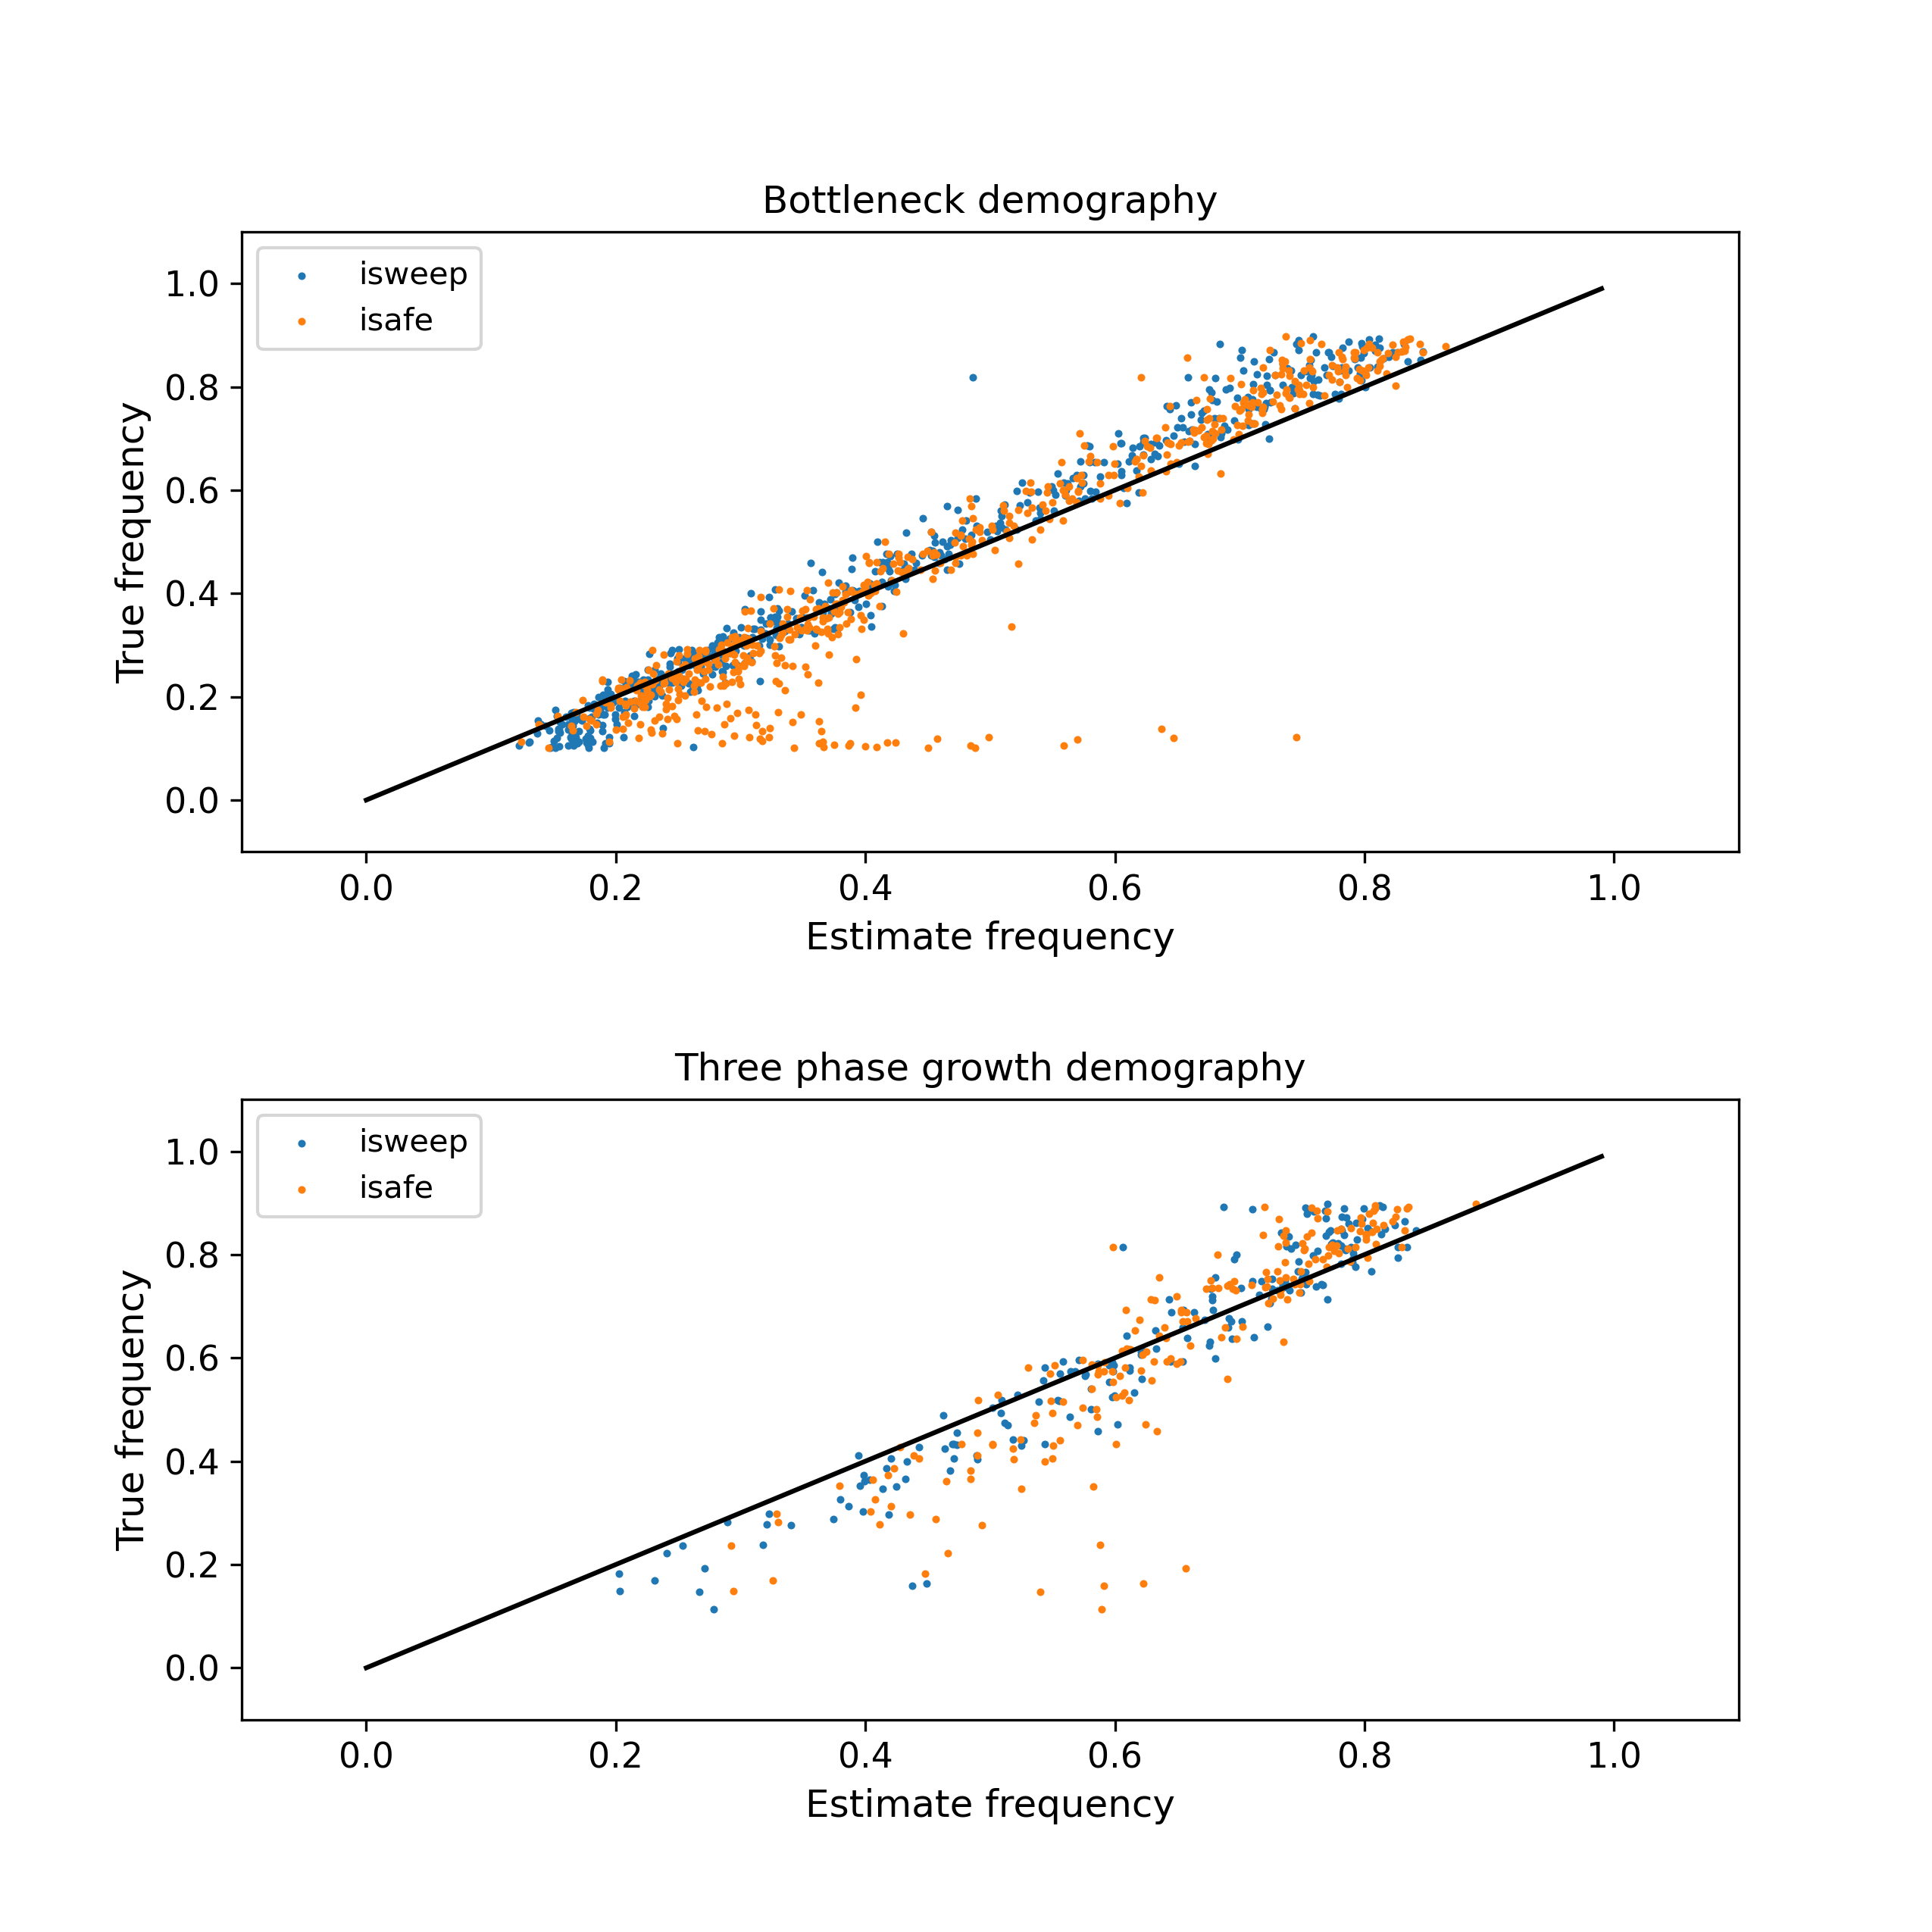 Bottleneck demography
isweep
isafe
True frequency
1.0
0.8
0.6
0.4
0.2
0.0
0.0 0.2 0.4 0.6 0.8 1.0
Estimate frequency
Three phase growth demography
isweep
isafe
True frequency
1.0
0.8
0.6
0.4
0.2
0.0
0.0 0.2 0.4 0.6 0.8 1.0
Estimate frequency